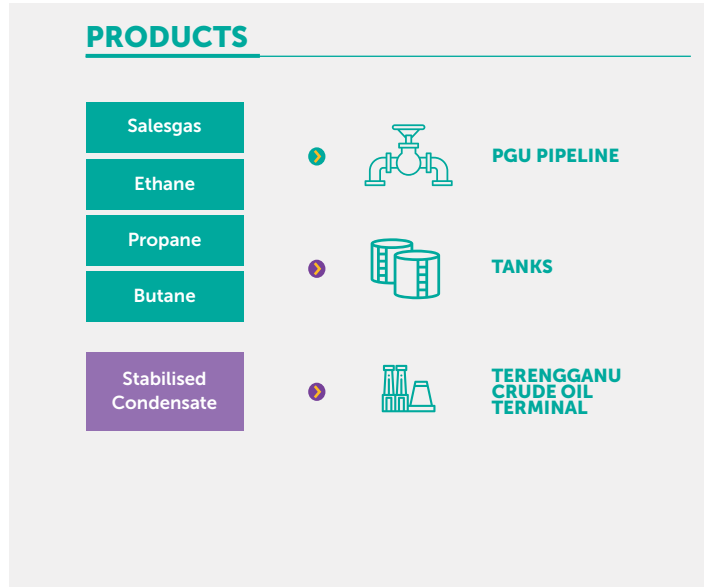 PRODUCTS
Salesgas
Ethane
Propane
Butane
Stabilised
Condensate
PGU PIPELINE
TANKS
TERENGGANU
CRUDE OIL
TERMINAL